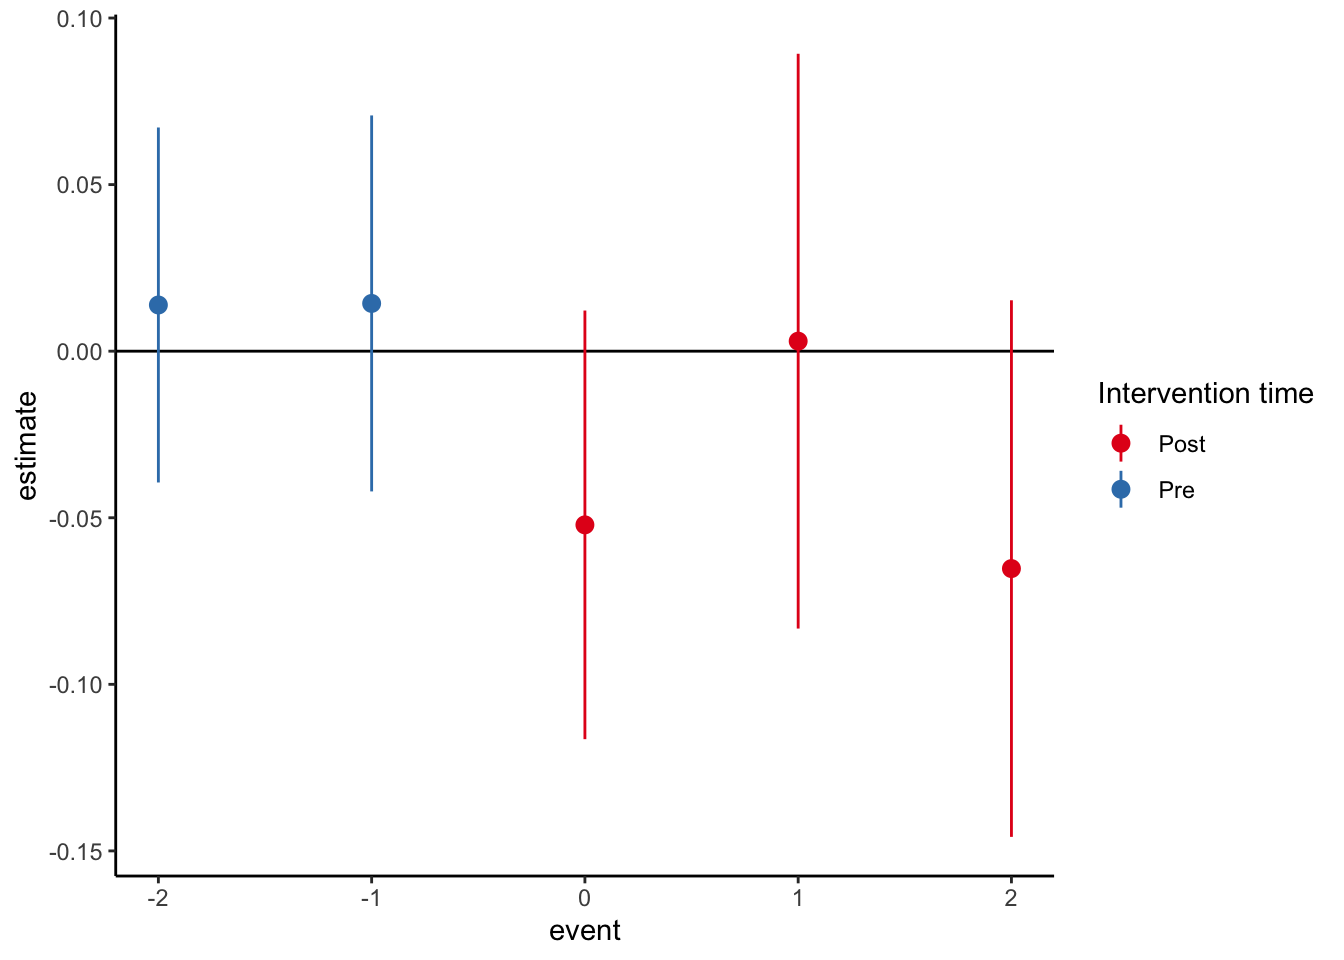 0.10
0.05
0.00
-0.05
-0.10
-0.15
estimate
-2 -1 0 1 2
event
Intervention time
Post
Pre